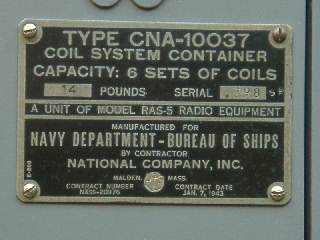 TYPE CNA-10037
COIL SYSTEM CONTAINER
CAPACITY: 6 SETS OF COILS
14 POUNDS SERIAL 398
A UNIT OF MODEL RAS-5 RADIO EQUIPMENT
MANUFACTURED FOR
NAVY DEPARTMENT-BUREAU OF SHIPS
BY CONTRACTOR
NATIONAL COMPANY, INC.
MALDEN, MASS.
CONTRACT NUMBER CONTRACT DATE
JAN. 7, 1943